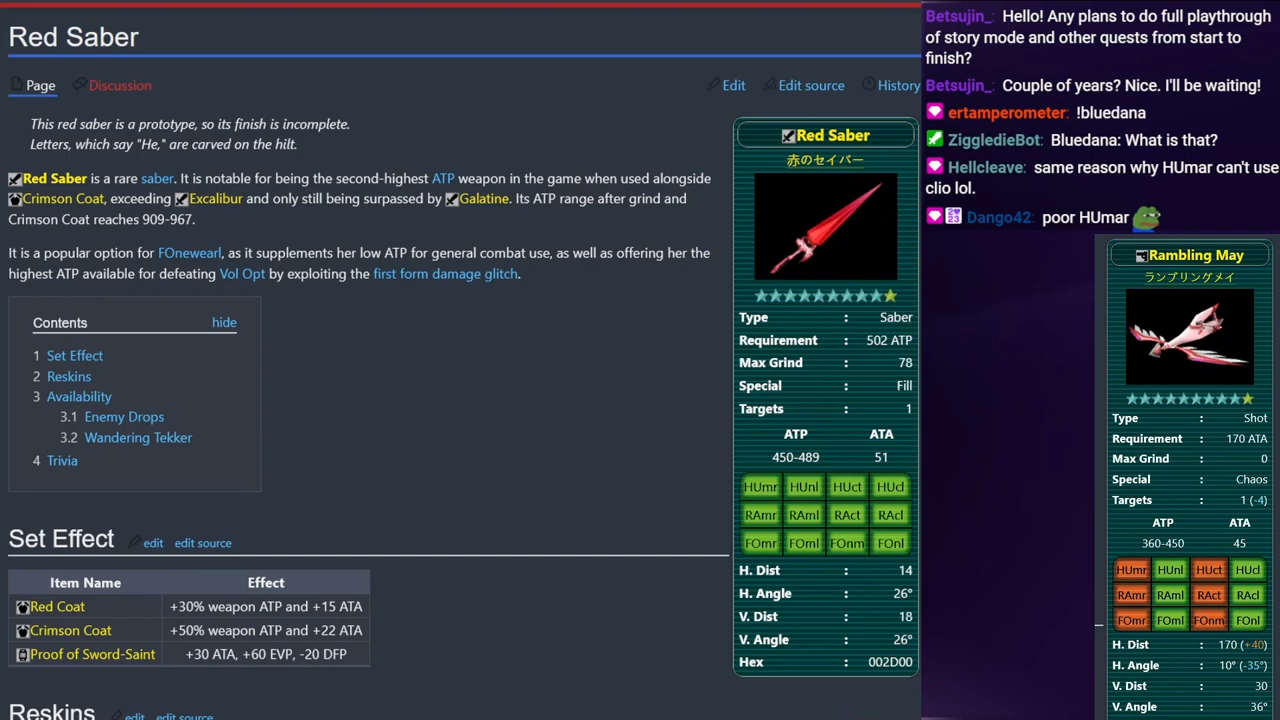 Red Saber
Page
Discussion
Edit
Edit source
History
This red saber is a prototype, so its finish is incomplete.
Letters, which say "He," are carved on the hilt.
Red Saber is a rare saber. It is notable for being the second-highest ATP weapon in the game when used alongside
Crimson Coat, exceeding Excalibur and only still being surpassed by Galatine. Its ATP range after grind and
Crimson Coat reaches 909-967.
It is a popular option for FOnewearl, as it supplements her low ATP for general combat use, as well as offering her the
highest ATP available for defeating Vol Opt by exploiting the first form damage glitch.
Contents hide
1 Set Effect
2 Reskins
3 Availability
3.1 Enemy Drops
3.2 Wandering Tekker
4 Trivia
Set Effect edit edit source
Item Name Effect
Red Coat +30% weapon ATP and +15 ATA
Crimson Coat +50% weapon ATP and +22 ATA
Proof of Sword-Saint +30 ATA, +60 EVP, -20 DFP
Reskins edit edit source
Red Saber
赤のセイバー
Type : Saber
Requirement : 502 ATP
Max Grind : 78
Special : Fill
Targets : 1
ATP ATA
450-489 51
HUmr HUnl HUct HUcl
RAmr RAml RAct RAcl
FOmr FOml FOnm FOnl
H. Dist : 14
H. Angle : 26°
V. Dist : 18
V. Angle : 26°
Hex : 002D00
Betsujin_: Hello! Any plans to do full playthrough
of story mode and other quests from start to
finish?
Betsujin_: Couple of years? Nice. I'll be waiting!
ertamperometer: !bluedana
ZiggledieBot: Bluedana: What is that?
Hellcleave: same reason why HUmar can't use
clio lol.
Dango42: poor HUmar
Rambling May
ランブリングメイ
Type : Shot
Requirement : 170 ATA
Max Grind : 0
Special : Chaos
Targets : 1 (-4)
ATP ATA
360-450 45
HUmr HUnl HUct HUcl
RAmr RAml RAct RAcl
FOmr FOml FOnm FOnl
H. Dist : 170 (+40)
H. Angle : 10° (-35°)
V. Dist : 30
V. Angle : 36°